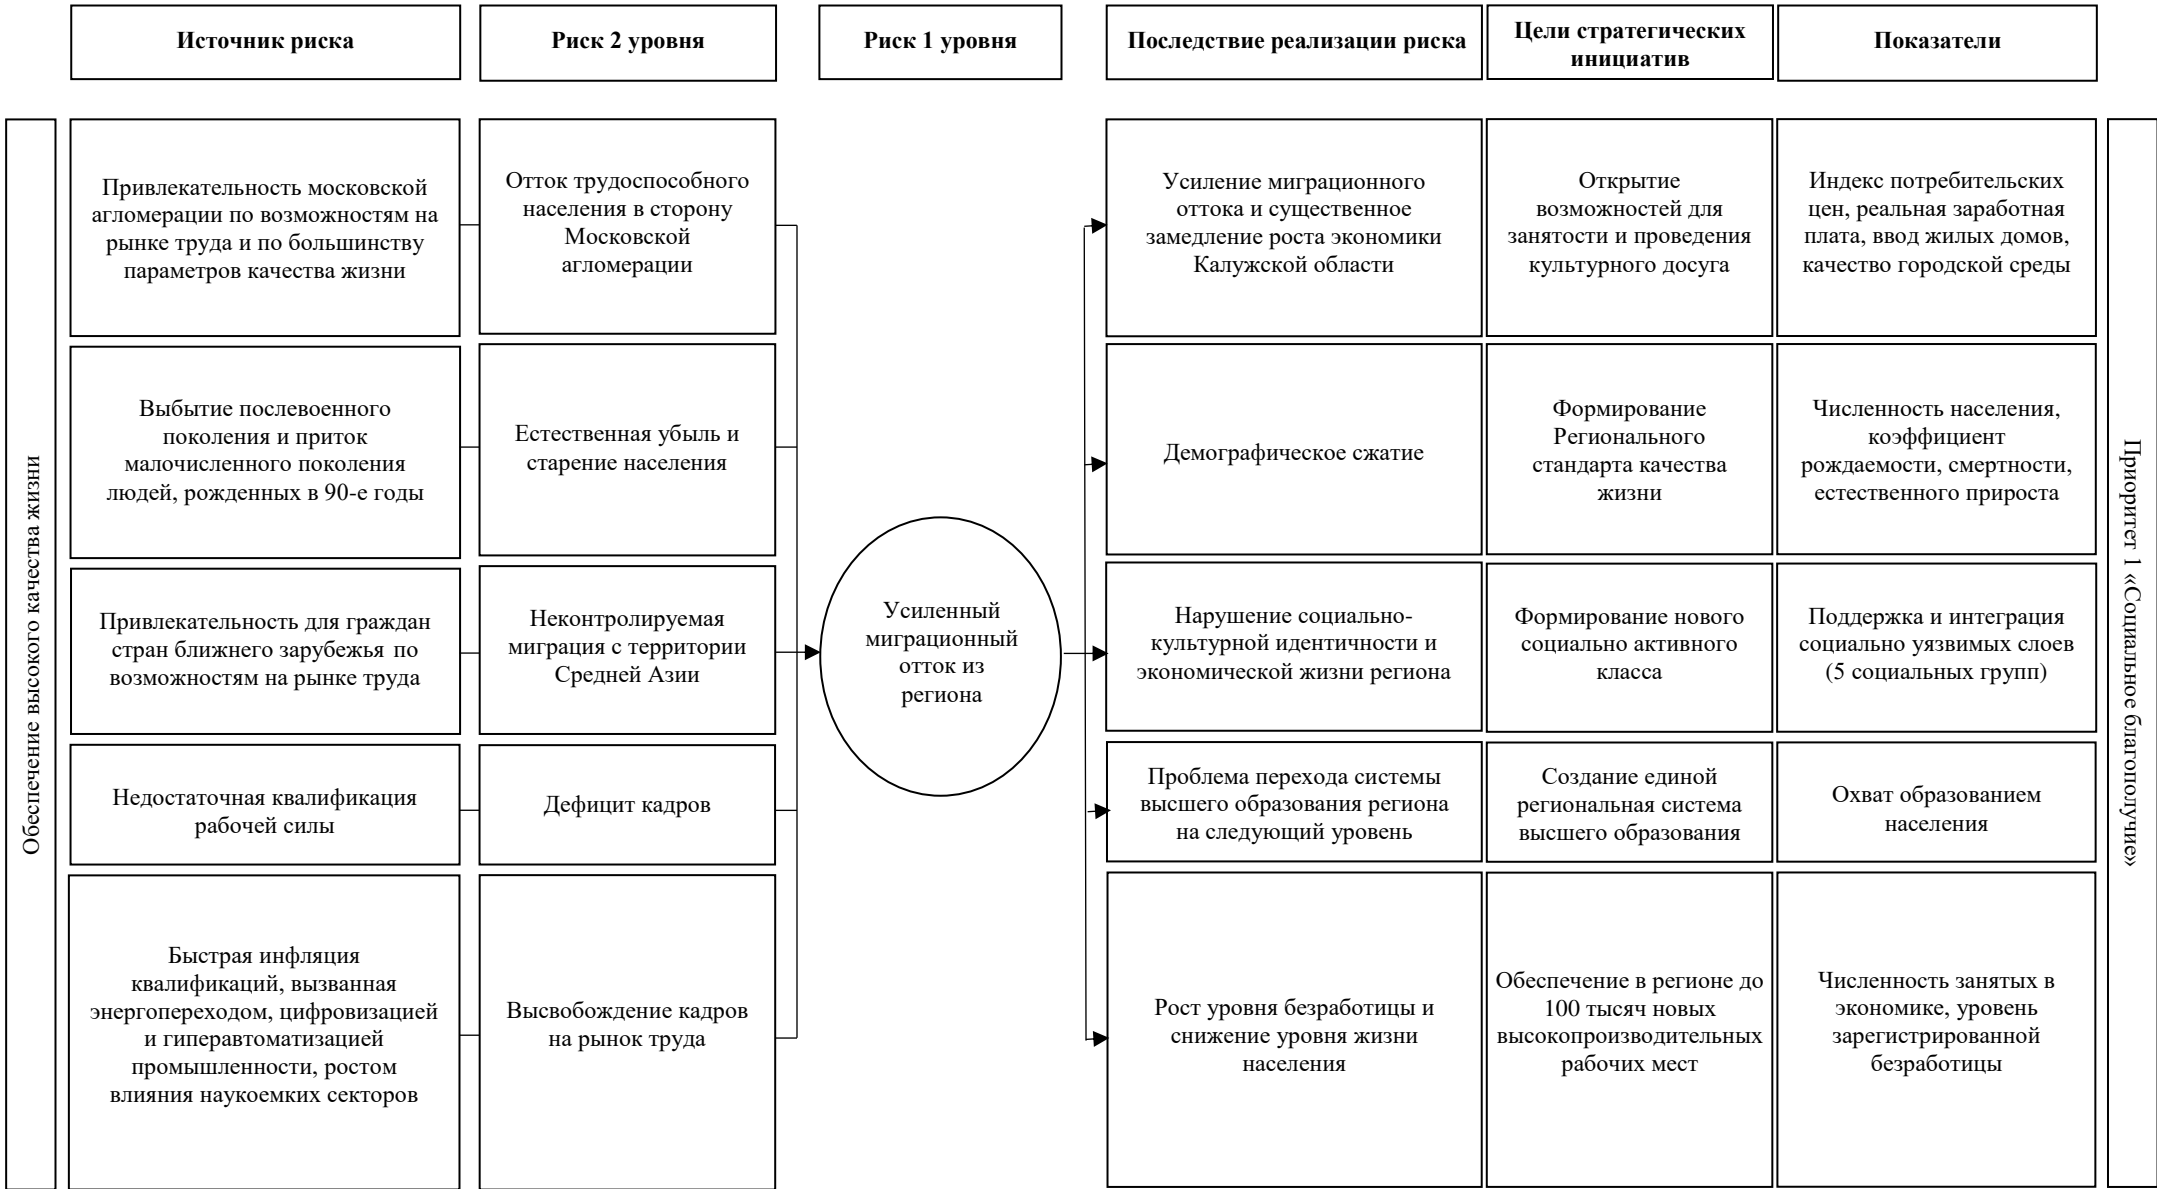 Источник риска
Риск 2 уровня
Риск 1 уровня
Последствие реализации риска
Цели стратегических
инициатив
Показатели
Обеспечение высокого качества жизни
Привлекательность московской
агломерации по возможностям на
рынке труда и по большинству
параметров качества жизни
Отток трудоспособного
населения в сторону
Московской
агломерации
Усиление миграционного
оттока и существенное
замедление роста экономики
Калужской области
Открытие
возможностей для
занятости и проведения
культурного досуга
Индекс потребительских
цен, реальная заработная
плата, ввод жилых домов,
качество городской среды
Выбытие послевоенного
поколения и приток
малочисленного поколения
людей, рожденных в 90-е годы
Естественная убыль и
старение населения
Демографическое сжатие
Формирование
Регионального
стандарта качества
жизни
Численность населения,
коэффициент
рождаемости, смертности,
естественного прироста
Привлекательность для граждан
стран ближнего зарубежья по
возможностям на рынке труда
Неконтролируемая
миграция с территории
Средней Азии
Усиленный
миграционный
отток из
региона
Нарушение социально-
культурной идентичности и
экономической жизни региона
Формирование нового
социально активного
класса
Поддержка и интеграция
социально уязвимых слоев
(5 социальных групп)
Недостаточная квалификация
рабочей силы
Дефицит кадров
Проблема перехода системы
высшего образования региона
на следующий уровень
Создание единой
региональная система
высшего образования
Охват образованием
населения
Быстрая инфляция
квалификаций, вызванная
энергопереходом, цифровизацией
и гиперавтоматизацией
промышленности, ростом
влияния наукоемких секторов
Высвобождение кадров
на рынок труда
Рост уровня безработицы и
снижение уровня жизни
населения
Обеспечение в регионе до
100 тысяч новых
высокопроизводительных
рабочих мест
Численность занятых в
экономике, уровень
зарегистрированной
безработицы
Приоритет 1 «Социальное благополучие»